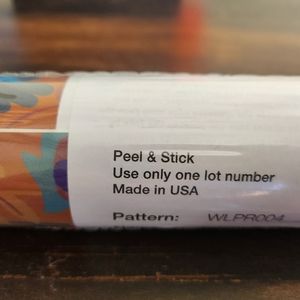 Peel & Stick
Use only one lot number
Made in USA
Pattern: WLPR004